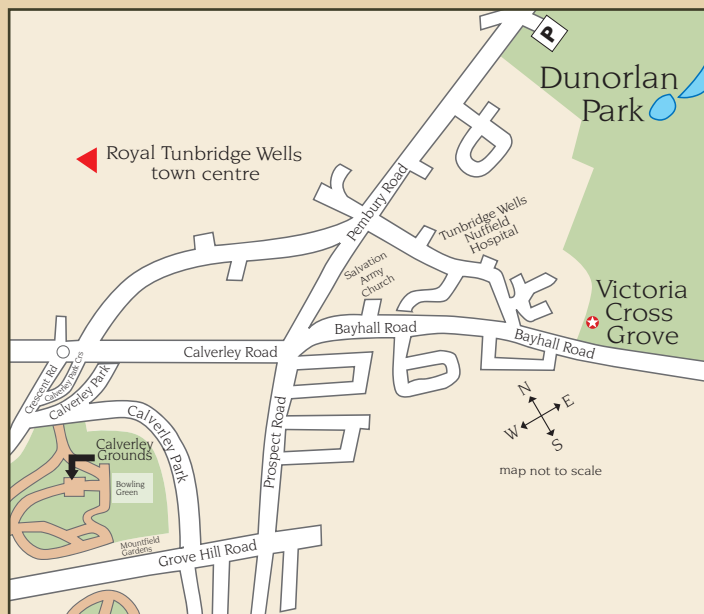 P
Dunorlan
Park
Royal Tunbridge Wells
town centre
Pembury Road
Tunbridge Wells
Nuffield
Hospital
Salvation
Army
Church
Victoria
Cross
Grove
Bayhall Road
Bayhall Road
Calverley Road
Crescent Rd
Calverley Park Crs
Calverley Park
Calverley Park
N
E
W
S
map not to scale
Prospect Road
Calverley
Grounds
Bowling
Green
Mountfield
Gardens
Grove Hill Road